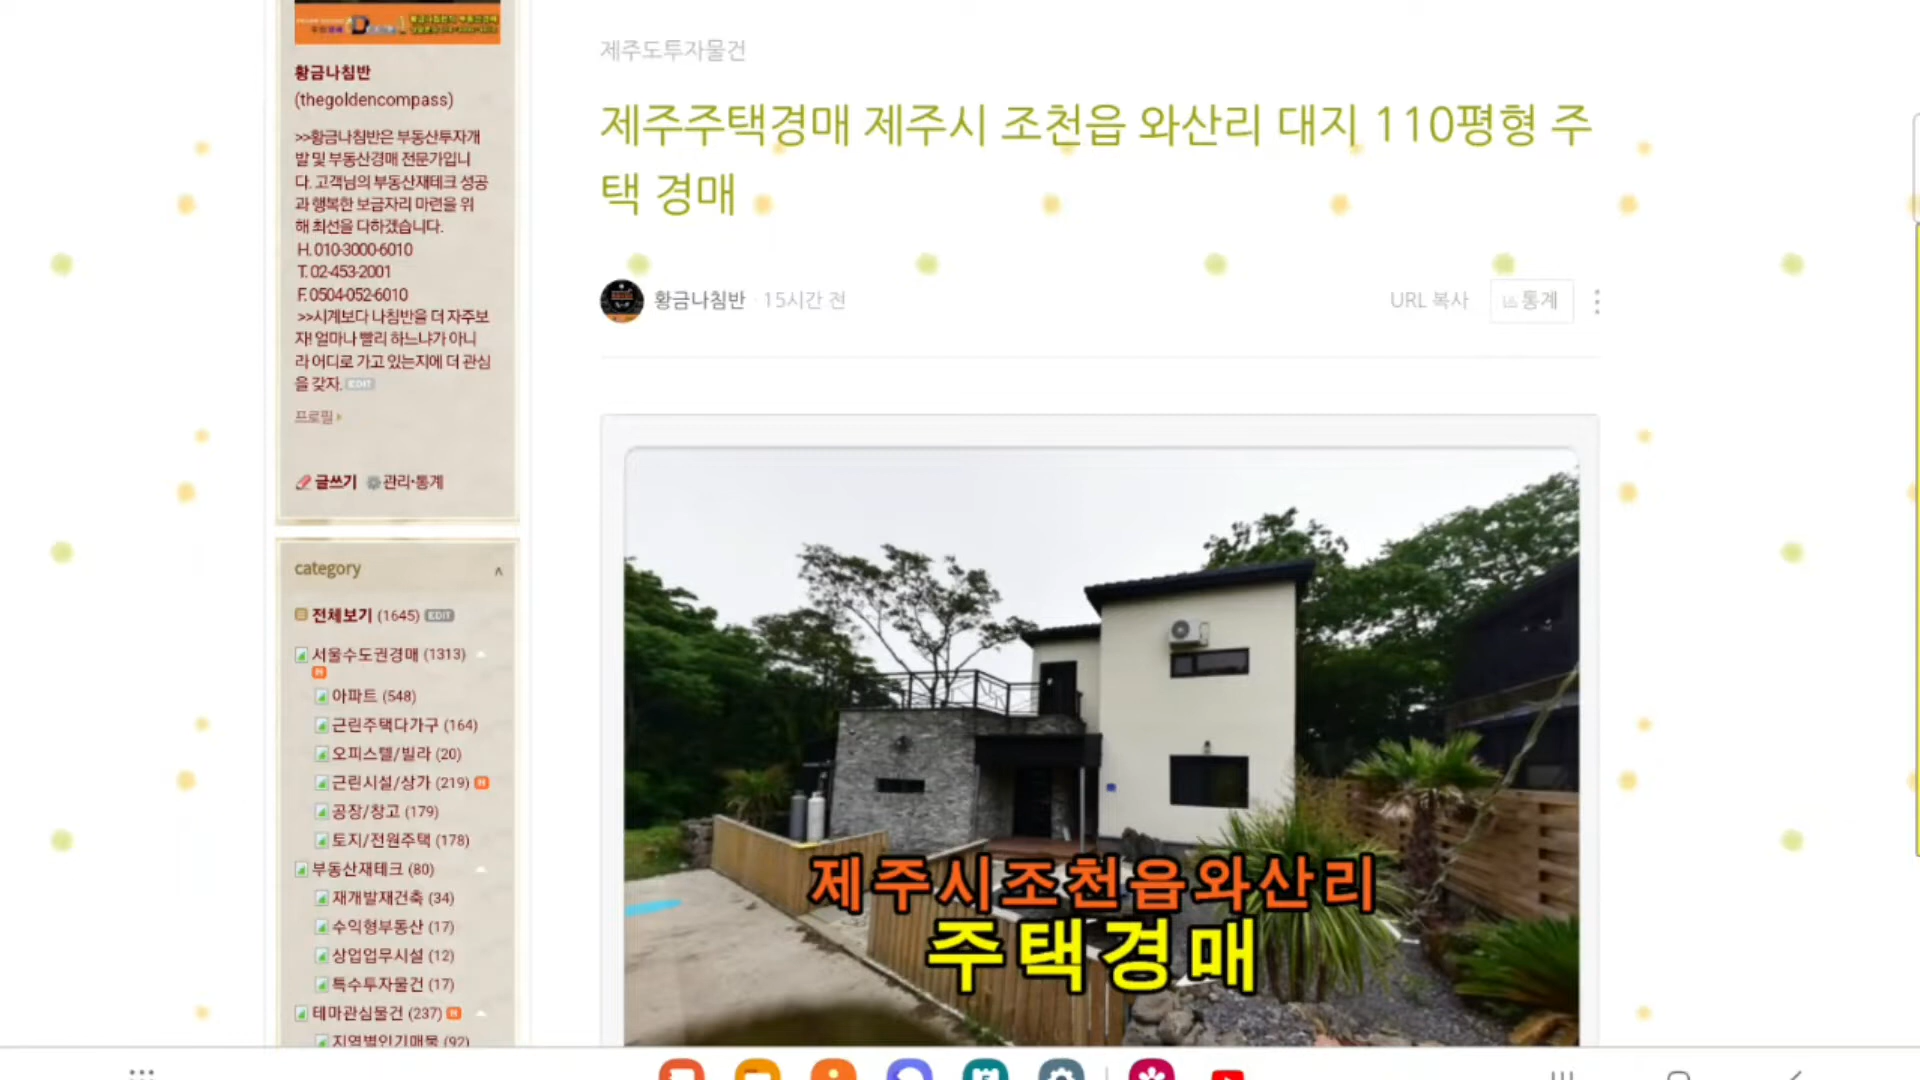 황금나침반
(thegoldencompass)
>>황금나침반은 부동산투자개
발 및 부동산경매 전문가입니
다. 고객님의 부동산재테크 성공
과 행복한 보금자리 마련을 위
해 최선을 다하겠습니다.
H. 010-3000-6010
T. 02-453-2001
F. 0504-052-6010
>>시계보다 나침반을 더 자주보
자! 얼마나 빨리 하느냐가 아니
라 어디로 가고 있는지에 더 관심
을 갖자. EDIT
프로필
글쓰기 관리·통계
category
전체보기 (1645) EDIT
서울수도권경매 (1313)
아파트 (548)
근린주택다가구 (164)
오피스텔/빌라 (20)
근린시설/상가 (219)
공장/창고 (179)
토지/전원주택 (178)
부동산재테크 (80)
재개발재건축 (34)
수익형부동산 (17)
상업업무시설 (12)
특수투자물건 (17)
테마관심물건 (237)
지역별인기매물 (92)
제주도투자물건
제주주택경매 제주시 조천읍 와산리 대지 110평형 주
택 경매
황금나침반 · 15시간 전
URL 복사 통계
제주시조천읍와산리
주택경매